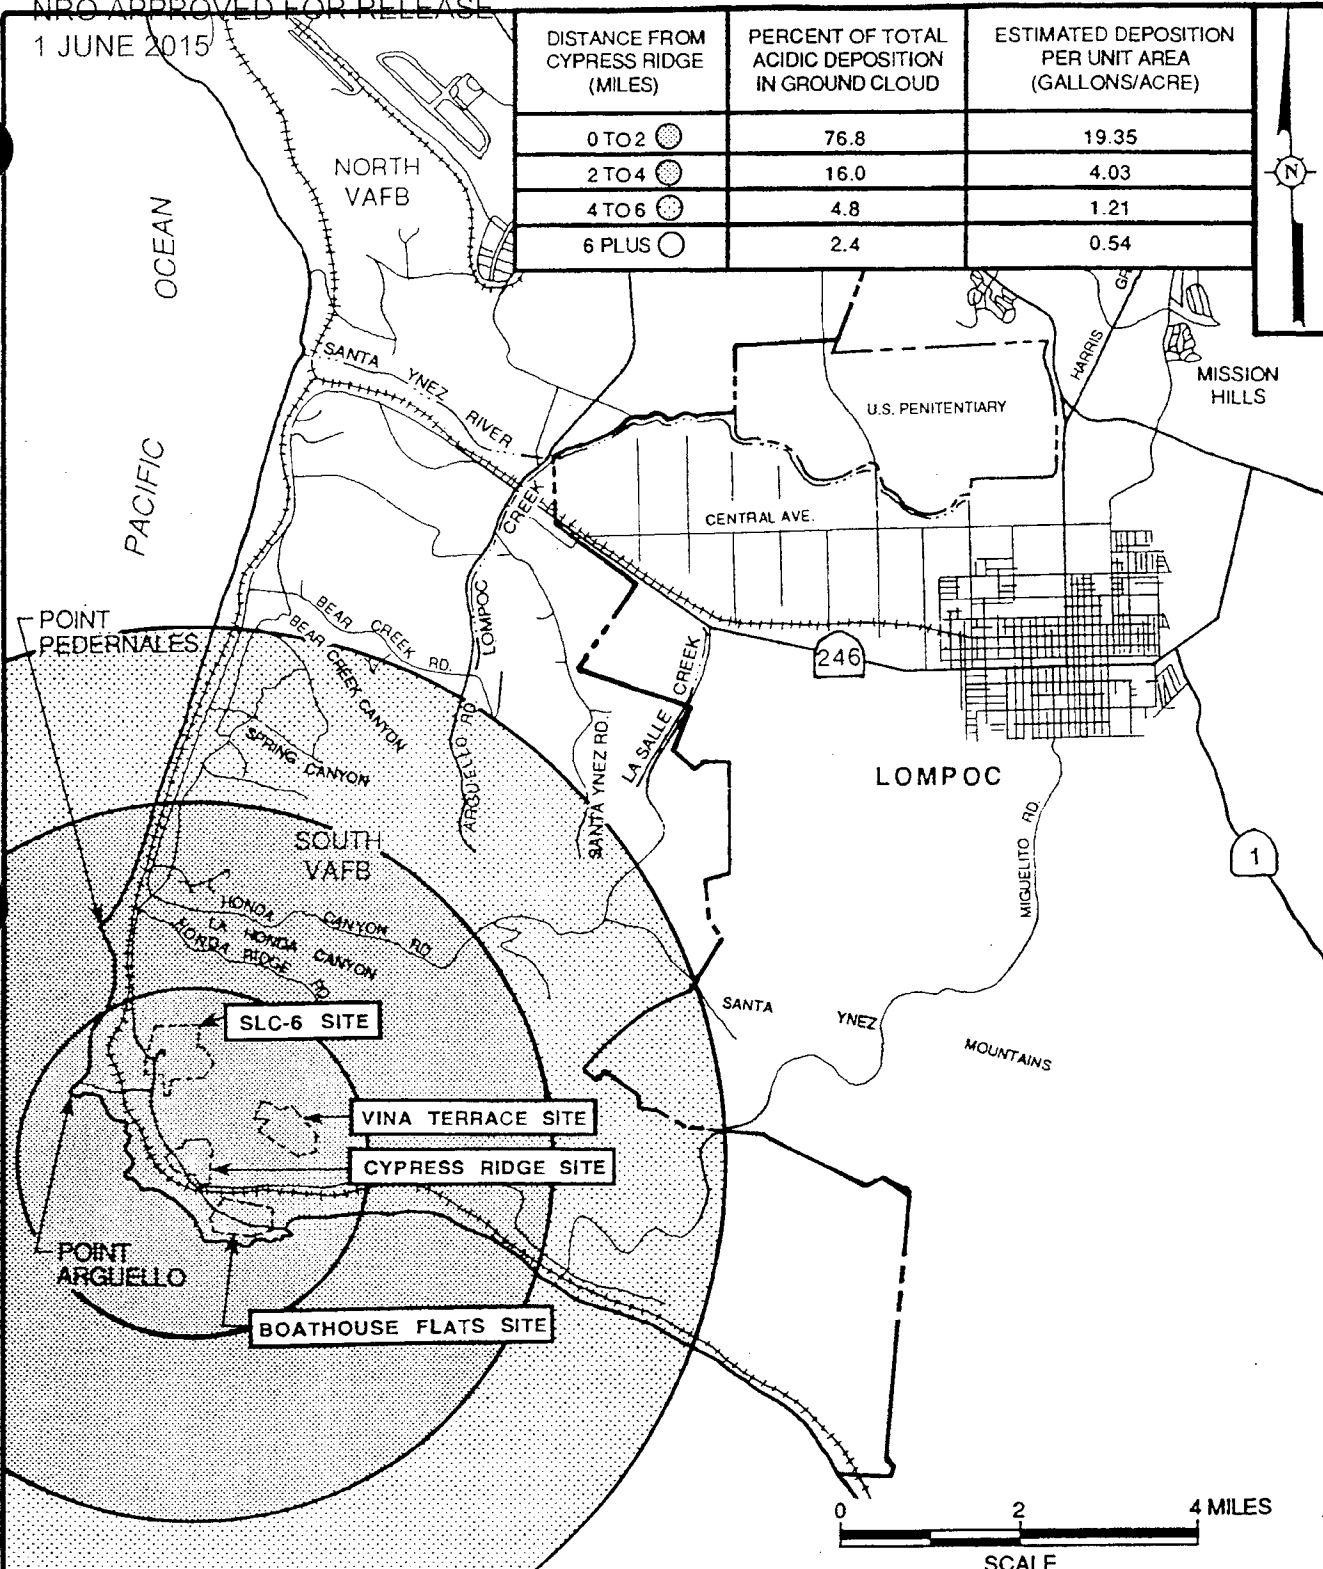 NRO APPROVED FOR RELEASE
1 JUNE 2015
DISTANCE FROM
CYPRESS RIDGE
(MILES)
PERCENT OF TOTAL
ACIDIC DEPOSITION
IN GROUND CLOUD
ESTIMATED DEPOSITION
PER UNIT AREA
(GALLONS/ACRE)
0 TO 2 76.8 19.35
2 TO 4 16.0 4.03
4 TO 6 4.8 1.21
6 PLUS 2.4 0.54
N
NORTH
VAFB
PACIFIC OCEAN
SANTA YNEZ RIVER
U.S. PENITENTIARY
HARRIS GR
MISSION
HILLS
CENTRAL AVE.
LOMPOC CREEK
POINT
PEDERNALES
BEAR CREEK RD.
BEAR CREEK CANYON
SPRING CANYON
ARGUELLO RD.
SANTA YNEZ RD.
LA SALLE CREEK
246
LOMPOC
MIGUELITO RD.
1
SOUTH
VAFB
HONDA CANYON RD
LA HONDA CANYON
HONDA RIDGE RD
SLC-6 SITE
SANTA YNEZ MOUNTAINS
VINA TERRACE SITE
CYPRESS RIDGE SITE
POINT
ARGUELLO
BOATHOUSE FLATS SITE
0 2 4 MILES
SCALE